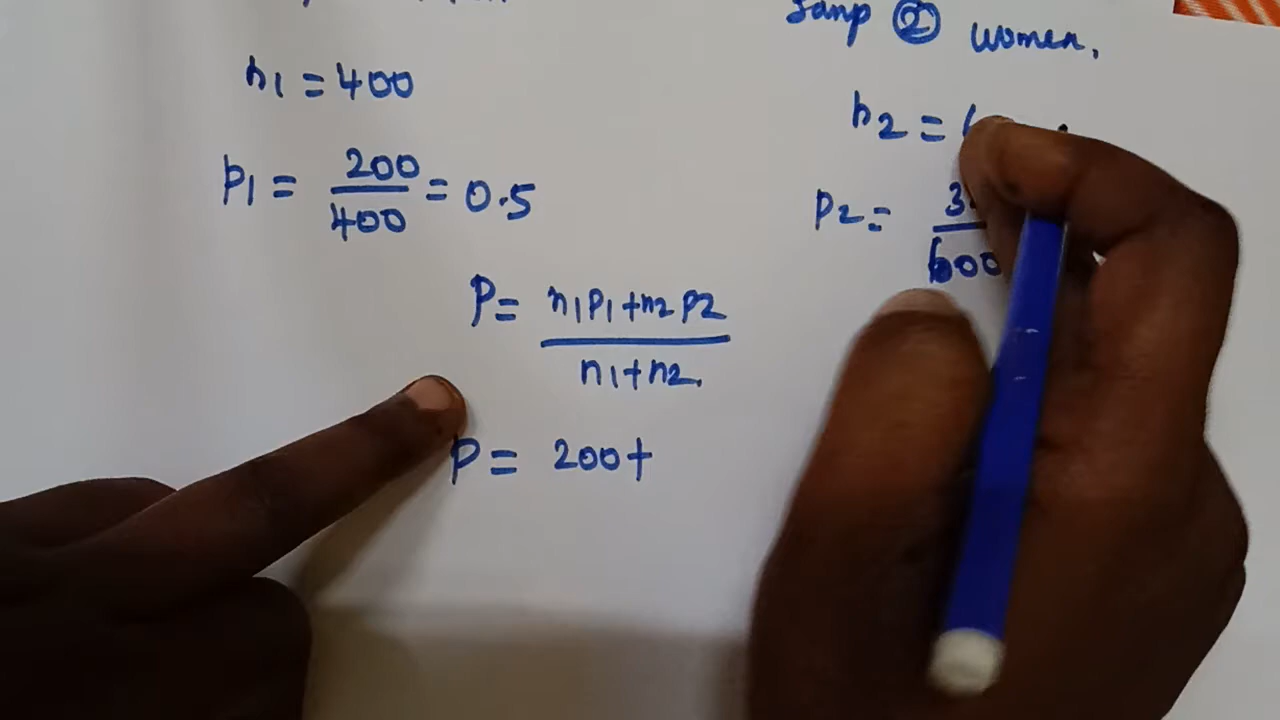 Samp ② women.
n1 = 400
n2 =
p1 = 200/400 = 0.5
p2 = /600
P = n1p1+n2p2/n1+n2
P = 200+